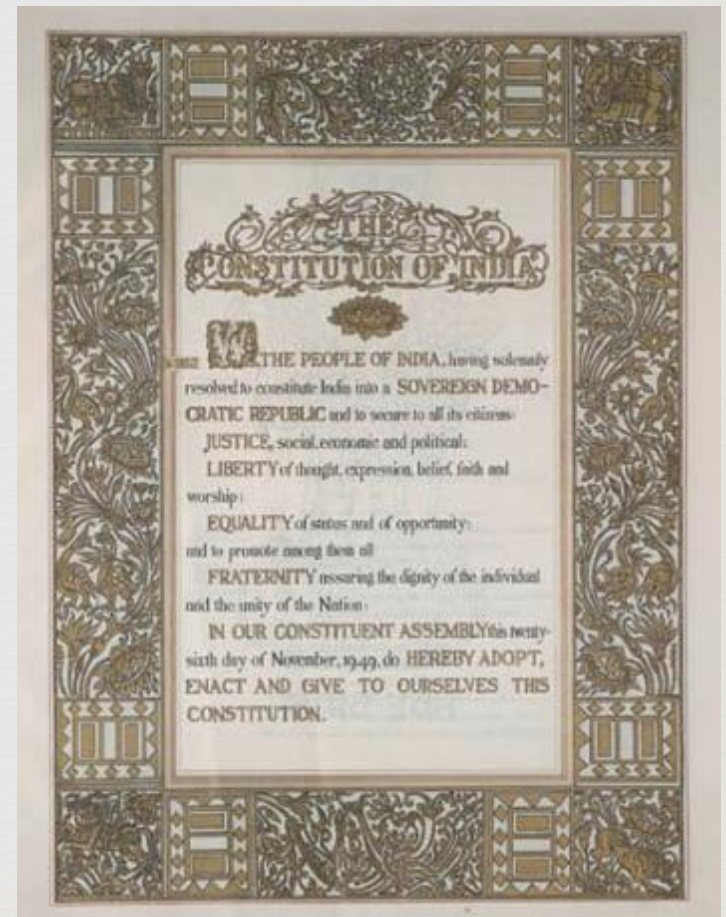 THE
CONSTITUTION OF INDIA
WE, THE PEOPLE OF INDIA, having solemnly
resolved to constitute India into a SOVEREIGN DEMO-
CRATIC REPUBLIC and to secure to all its citizens:
JUSTICE, social, economic and political;
LIBERTY of thought, expression, belief, faith and
worship;
EQUALITY of status and of opportunity;
and to promote among them all
FRATERNITY assuring the dignity of the individual
and the unity of the Nation;
IN OUR CONSTITUENT ASSEMBLY this twenty-
sixth day of November, 1949, do HEREBY ADOPT,
ENACT AND GIVE TO OURSELVES THIS
CONSTITUTION.